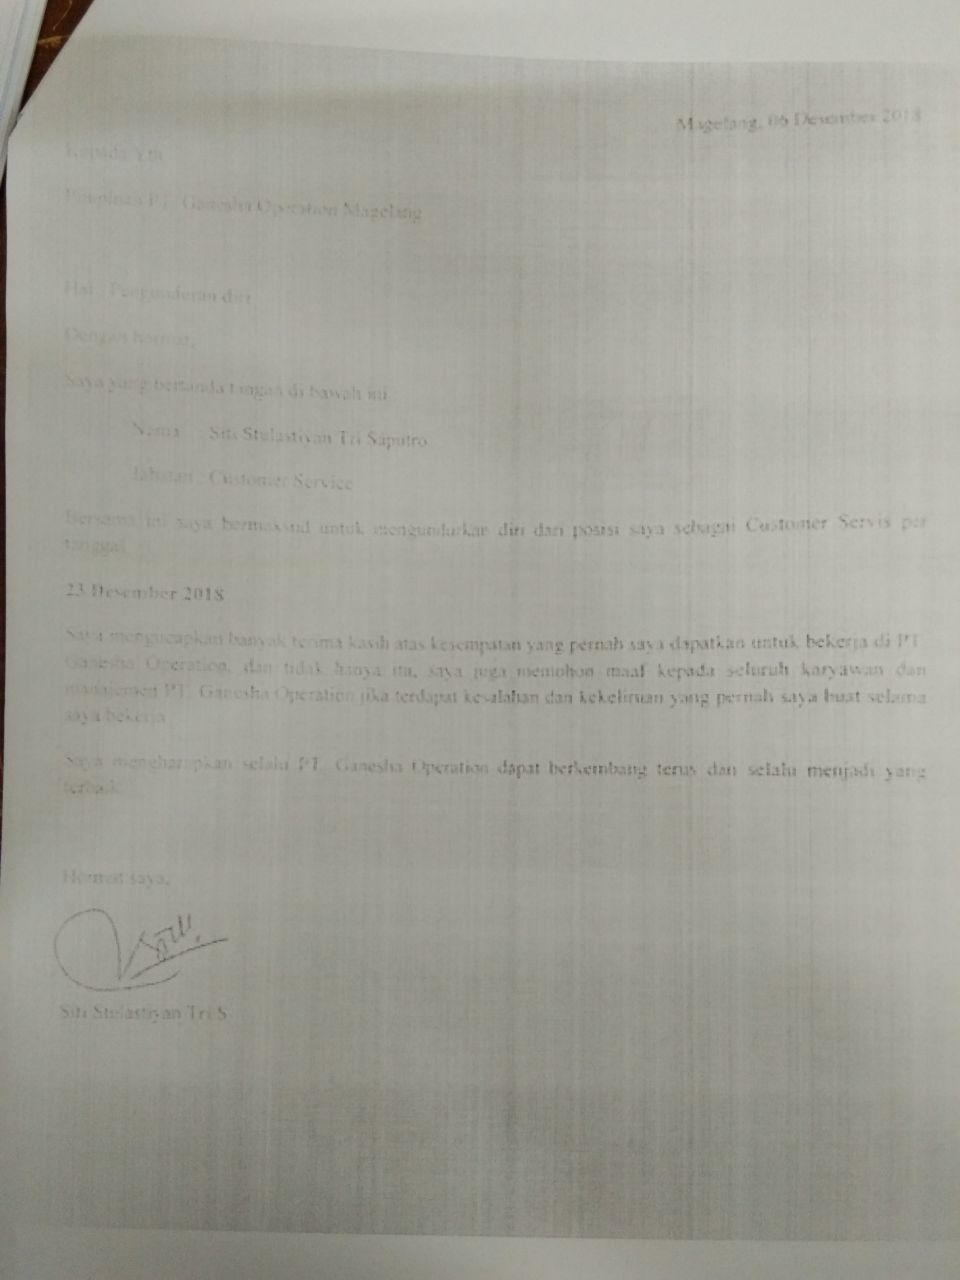 Magelang, 06 Desember 2018
Kepada Yth
Pimpinan PT. Ganesha Operation Magelang
Hal : Pengunduran diri
Dengan hormat,
Saya yang bertanda tangan di bawah ini
Nama : Siti Stulastiyan Tri Saputro
Jabatan : Customer Service
Bersama ini saya bermaksud untuk mengundurkan diri dari posisi saya sebagai Customer Servis per
tanggal
23 Desember 2018
Saya mengucapkan banyak terima kasih atas kesempatan yang pernah saya dapatkan untuk bekerja di PT.
Ganesha Operation, dan tidak hanya itu, saya juga memohon maaf kepada seluruh karyawan dan
manajemen PT. Ganesha Operation jika terdapat kesalahan dan kekeliruan yang pernah saya buat selama
saya bekerja
Saya mengharapkan selalu PT. Ganesha Operation dapat berkembang terus dan selalu menjadi yang
terbaik.
Hormat saya,
Siti Stulastiyan Tri S